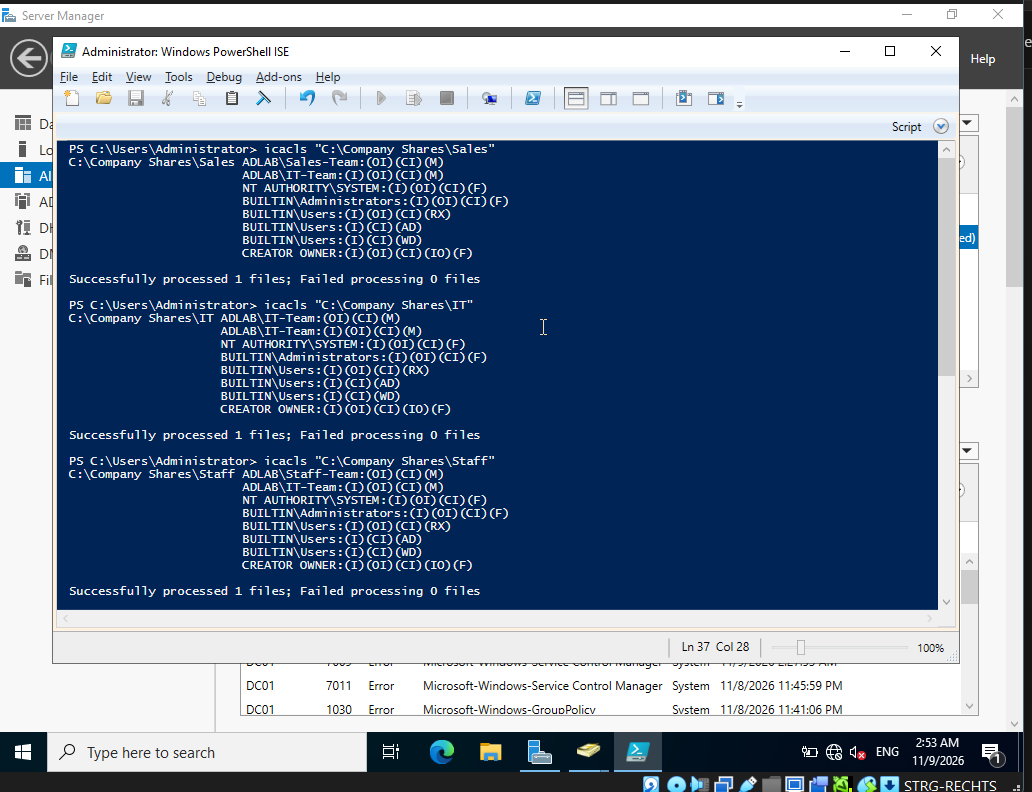 Server Manager
Administrator: Windows PowerShell ISE
Help
File Edit View Tools Debug Add-ons Help
Script
PS C:\Users\Administrator> icacls "C:\Company Shares\Sales"
C:\Company Shares\Sales ADLAB\Sales-Team:(OI)(CI)(M)
ADLAB\IT-Team:(I)(OI)(CI)(M)
NT AUTHORITY\SYSTEM:(I)(OI)(CI)(F)
BUILTIN\Administrators:(I)(OI)(CI)(F)
BUILTIN\Users:(I)(OI)(CI)(RX)
BUILTIN\Users:(I)(CI)(AD)
BUILTIN\Users:(I)(CI)(WD)
CREATOR OWNER:(I)(OI)(CI)(IO)(F)
Successfully processed 1 files; Failed processing 0 files
PS C:\Users\Administrator> icacls "C:\Company Shares\IT"
C:\Company Shares\IT ADLAB\IT-Team:(OI)(CI)(M)
ADLAB\IT-Team:(I)(OI)(CI)(M)
NT AUTHORITY\SYSTEM:(I)(OI)(CI)(F)
BUILTIN\Administrators:(I)(OI)(CI)(F)
BUILTIN\Users:(I)(OI)(CI)(RX)
BUILTIN\Users:(I)(CI)(AD)
BUILTIN\Users:(I)(CI)(WD)
CREATOR OWNER:(I)(OI)(CI)(IO)(F)
Successfully processed 1 files; Failed processing 0 files
PS C:\Users\Administrator> icacls "C:\Company Shares\Staff"
C:\Company Shares\Staff ADLAB\Staff-Team:(OI)(CI)(M)
ADLAB\IT-Team:(I)(OI)(CI)(M)
NT AUTHORITY\SYSTEM:(I)(OI)(CI)(F)
BUILTIN\Administrators:(I)(OI)(CI)(F)
BUILTIN\Users:(I)(OI)(CI)(RX)
BUILTIN\Users:(I)(CI)(AD)
BUILTIN\Users:(I)(CI)(WD)
CREATOR OWNER:(I)(OI)(CI)(IO)(F)
Successfully processed 1 files; Failed processing 0 files
Da
Lo
Al
AD
DH
DN
Fil
ed)
Ln 37 Col 28
100%
DC01 7011 Error Microsoft-Windows-Service Control Manager System 11/8/2026 11:45:59 PM
DC01 1030 Error Microsoft-Windows-GroupPolicy System 11/8/2026 11:41:06 PM
Type here to search
ENG
2:53 AM
11/9/2026
1
STRG-RECHTS